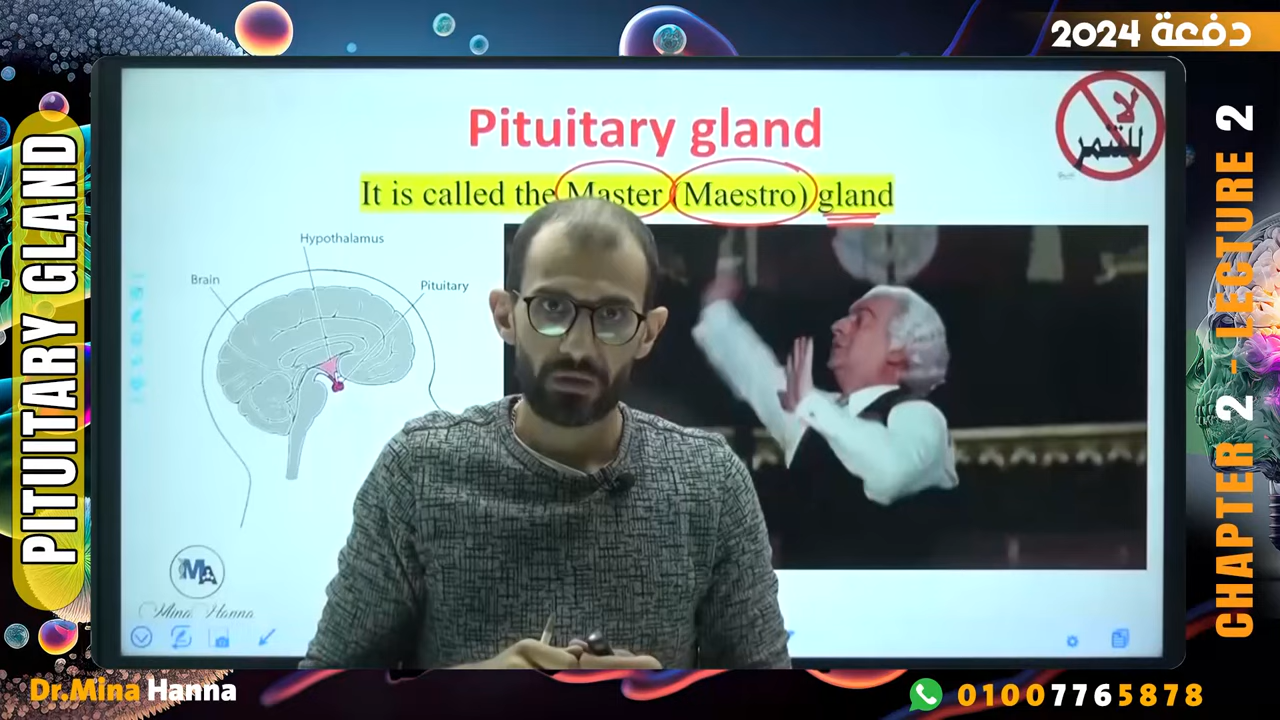 دفعة 2024
PITUITARY GLAND
Pituitary gland
لا
للتنمر
It is called the Master (Maestro) gland
Hypothalamus
Brain
Pituitary
MA
Mina Hanna
CHAPTER 2 - LECTURE 2
Dr.Mina Hanna
01007765878